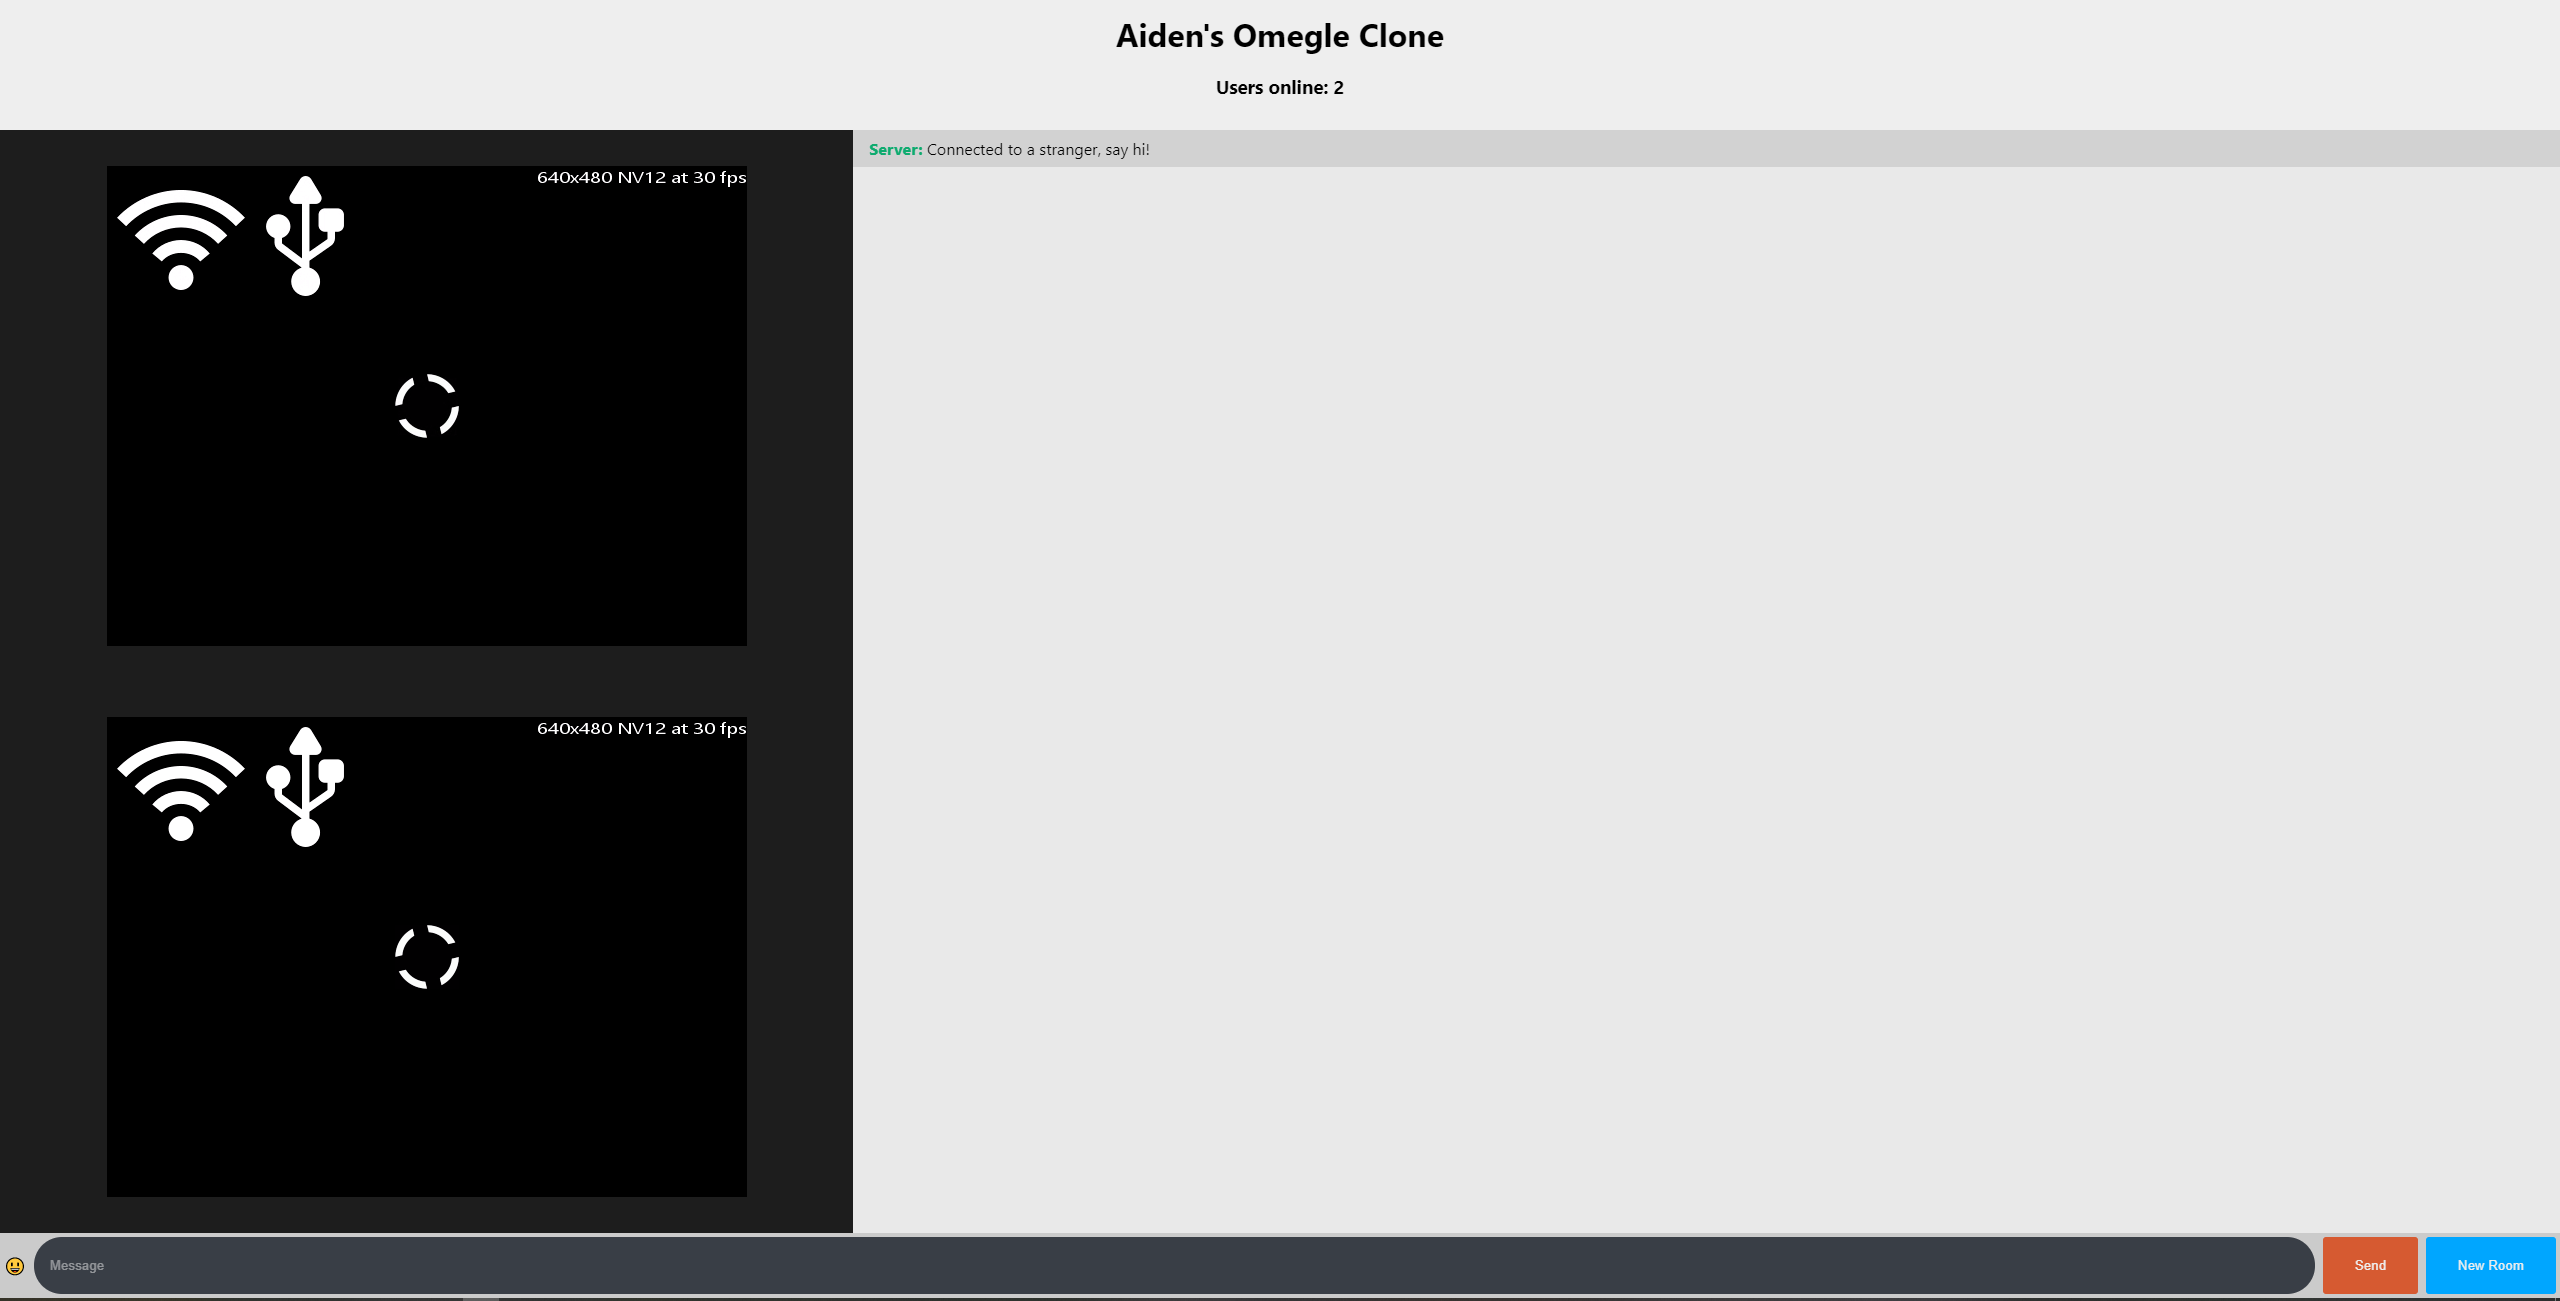 Aiden's Omegle Clone
Users online: 2
Server: Connected to a stranger, say hi!
640x480 NV12 at 30 fps
640x480 NV12 at 30 fps
Message
Send
New Room